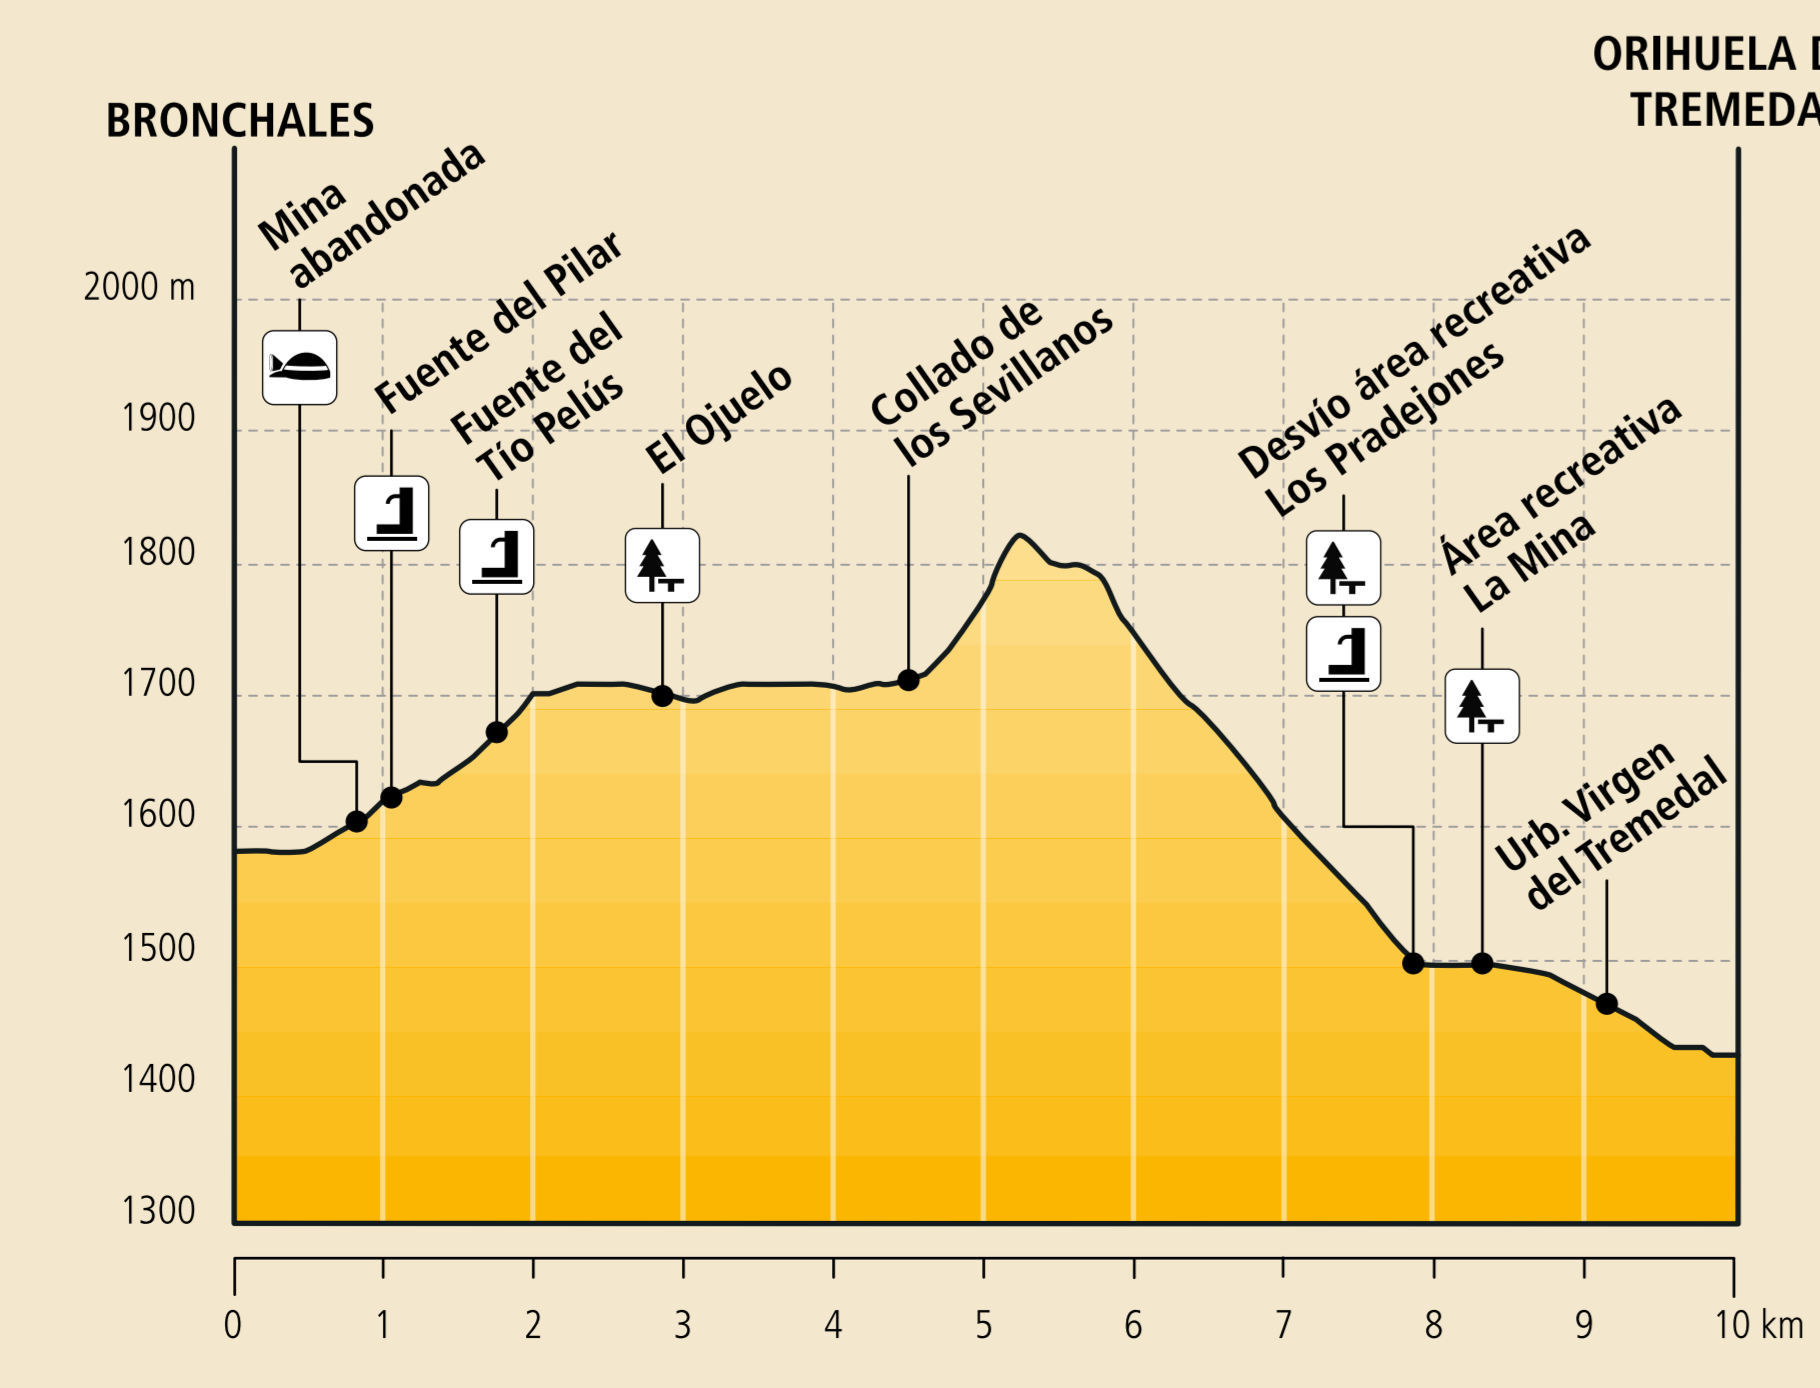 ORIHUELA D
TREMEDA
BRONCHALES
Mina
abandonada
Fuente del Pilar
Fuente del
Tío Pelús
El Ojuelo
Collado de
los Sevillanos
Desvío área recreativa
Los Pradejones
Área recreativa
La Mina
Urb. Virgen
del Tremedal
2000 m
1900
1800
1700
1600
1500
1400
1300
0 1 2 3 4 5 6 7 8 9 10 km